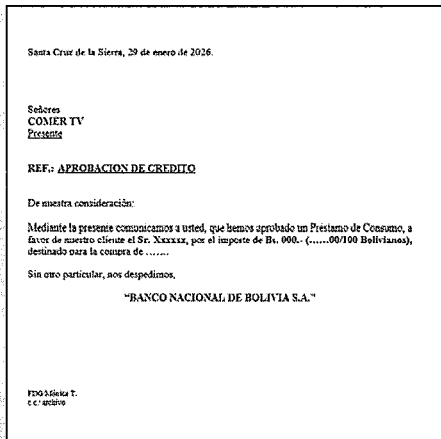 Santa Cruz de la Sierra, 29 de enero de 2026.
Señores
COMER TV
Presente
REF.: APROBACION DE CREDITO
De nuestra consideración:
Mediante la presente comunicamos a usted, que hemos aprobado un Préstamo de Consumo, a
favor de nuestro cliente el Sr. Xxxxxx, por el importe de Bs. 000.- (......00/100 Bolivianos),
destinado para la compra de .......
Sin otro particular, nos despedimos,
"BANCO NACIONAL DE BOLIVIA S.A."
Mónica T.
c.c/ archivo